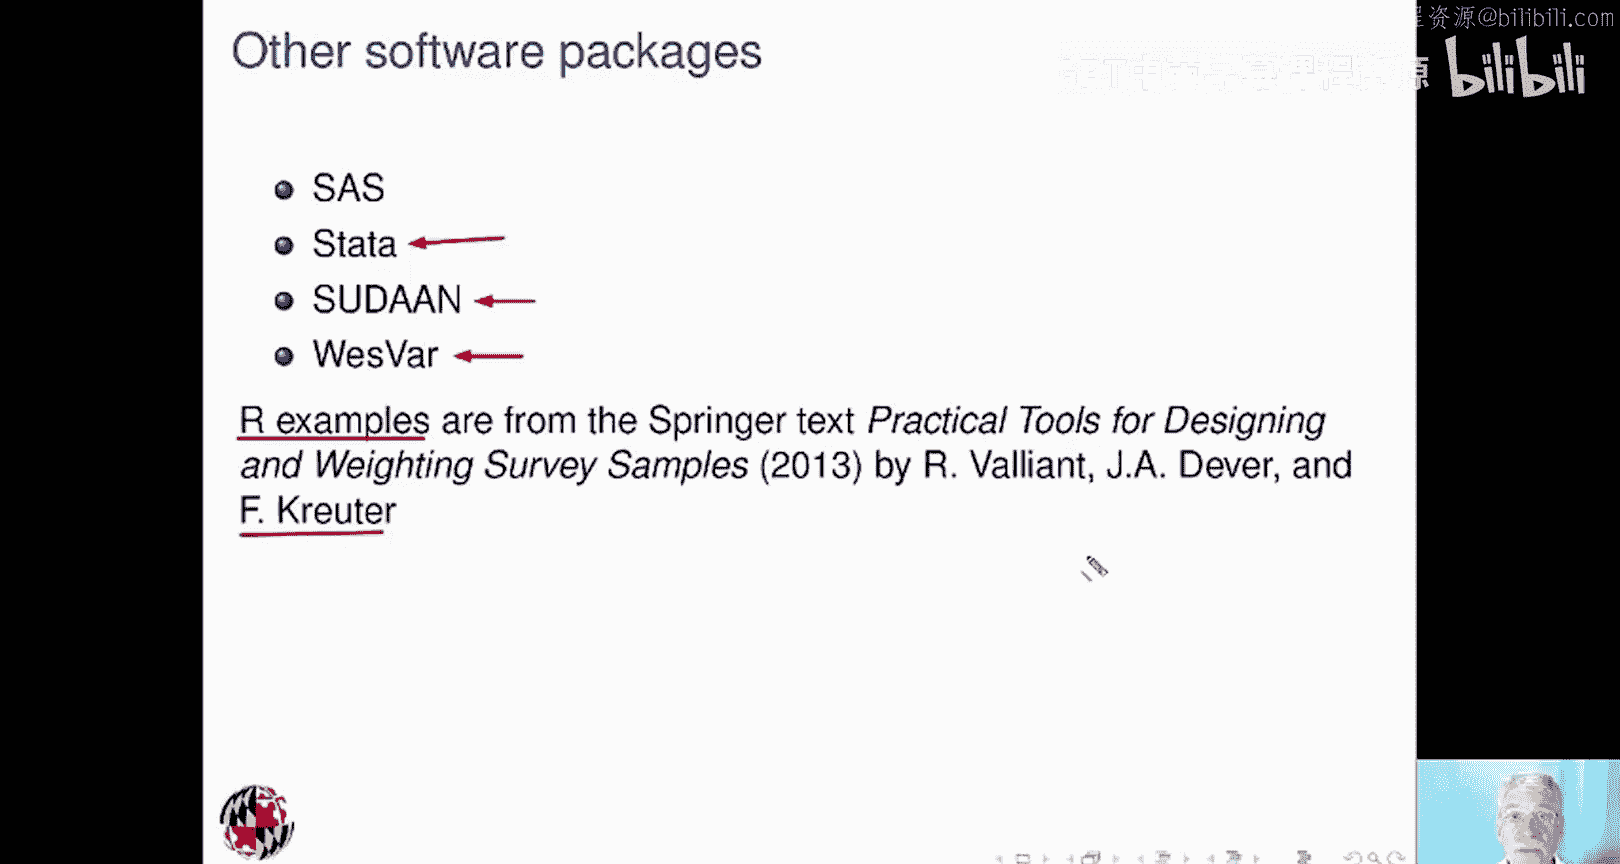 资源@bilibili.com
bilibili
Other software packages
SAS
Stata
SUDAAN
WesVar
R examples are from the Springer text Practical Tools for Designing
and Weighting Survey Samples (2013) by R. Valliant, J.A. Dever, and
F. Kreuter